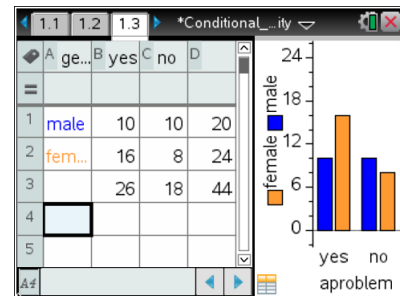 1.1 1.2 1.3 *Conditional_...ity
A ge... B yes C no D
=
1 male 10 10 20
2 fem... 16 8 24
3 26 18 44
4
5
A4
24
18
6
0
female male
yes no
aproblem